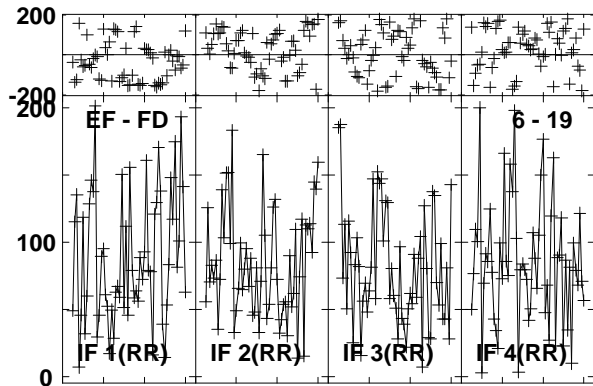 200
-200
200
EF - FD
6 - 19
100
IF 1(RR)
IF 2(RR)
IF 3(RR)
IF 4(RR)
0